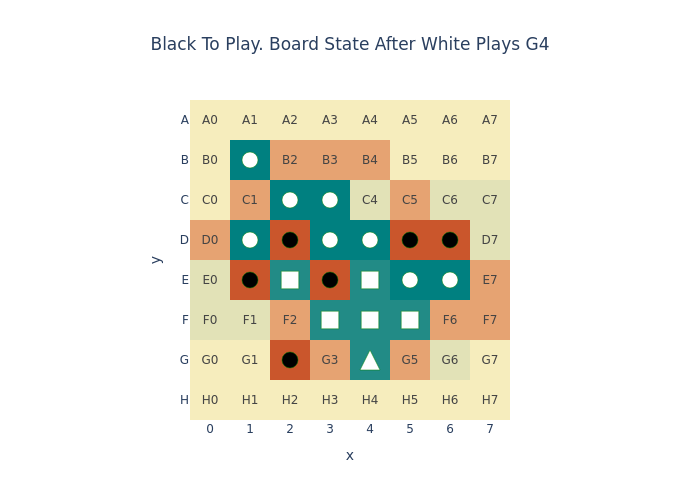 Black To Play. Board State After White Plays G4
A A0 A1 A2 A3 A4 A5 A6 A7
B B0 B2 B3 B4 B5 B6 B7
C C0 C1 C4 C5 C6 C7
D D0 D7
y
E E0 E7
F F0 F1 F2 F6 F7
G G0 G1 G3 G5 G6 G7
H H0 H1 H2 H3 H4 H5 H6 H7
0 1 2 3 4 5 6 7
x